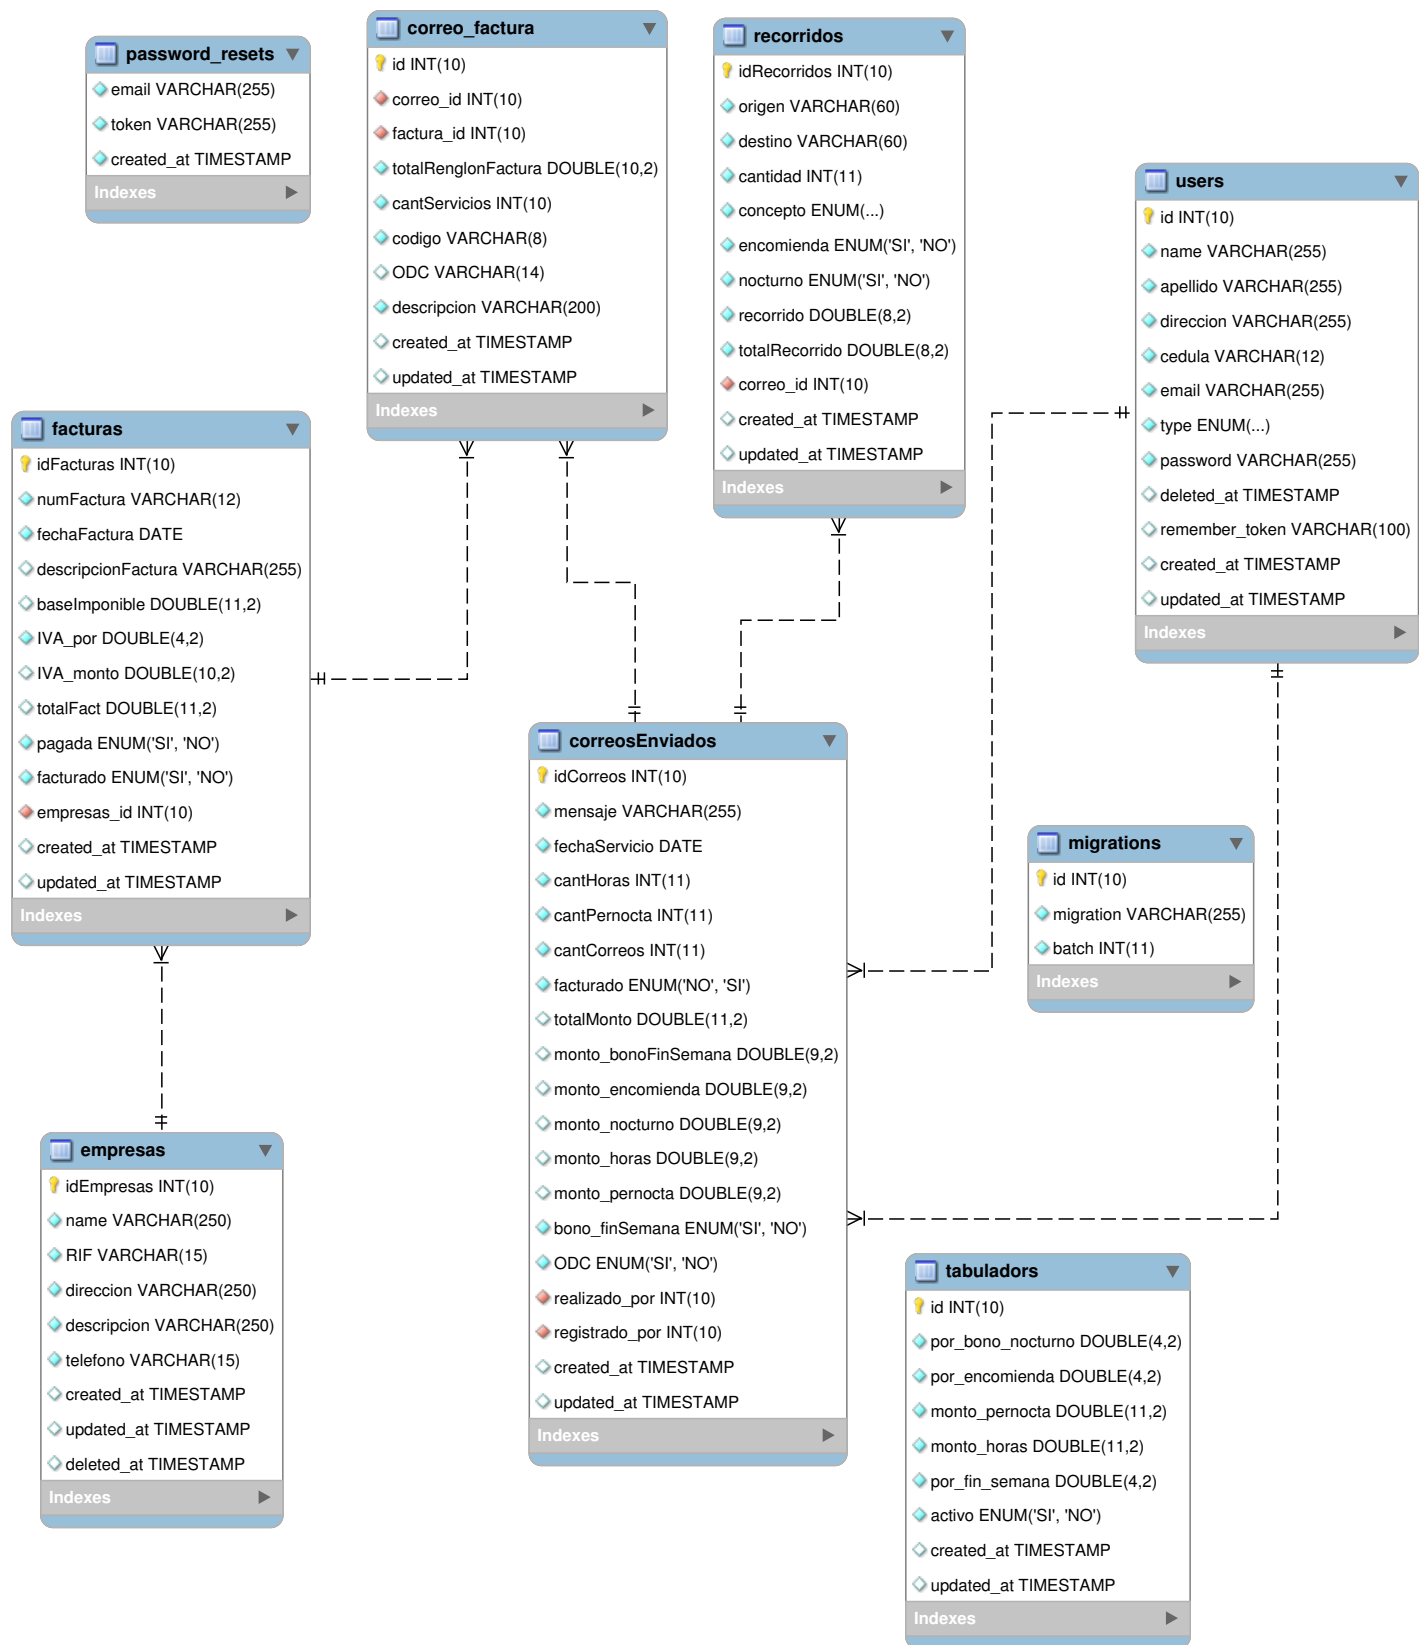 password_resets
email VARCHAR(255)
token VARCHAR(255)
created_at TIMESTAMP
Indexes
correo_factura
id INT(10)
correo_id INT(10)
factura_id INT(10)
totalRenglonFactura DOUBLE(10,2)
cantServicios INT(10)
codigo VARCHAR(8)
ODC VARCHAR(14)
descripcion VARCHAR(200)
created_at TIMESTAMP
updated_at TIMESTAMP
Indexes
recorridos
idRecorridos INT(10)
origen VARCHAR(60)
destino VARCHAR(60)
cantidad INT(11)
concepto ENUM(...)
encomienda ENUM('SI', 'NO')
nocturno ENUM('SI', 'NO')
recorrido DOUBLE(8,2)
totalRecorrido DOUBLE(8,2)
correo_id INT(10)
created_at TIMESTAMP
updated_at TIMESTAMP
Indexes
users
id INT(10)
name VARCHAR(255)
apellido VARCHAR(255)
direccion VARCHAR(255)
cedula VARCHAR(12)
email VARCHAR(255)
type ENUM(...)
password VARCHAR(255)
deleted_at TIMESTAMP
remember_token VARCHAR(100)
created_at TIMESTAMP
updated_at TIMESTAMP
Indexes
facturas
idFacturas INT(10)
numFactura VARCHAR(12)
fechaFactura DATE
descripcionFactura VARCHAR(255)
baseImponible DOUBLE(11,2)
IVA_por DOUBLE(4,2)
IVA_monto DOUBLE(10,2)
totalFact DOUBLE(11,2)
pagada ENUM('SI', 'NO')
facturado ENUM('SI', 'NO')
empresas_id INT(10)
created_at TIMESTAMP
updated_at TIMESTAMP
Indexes
correosEnviados
idCorreos INT(10)
mensaje VARCHAR(255)
fechaServicio DATE
cantHoras INT(11)
cantPernocta INT(11)
cantCorreos INT(11)
facturado ENUM('NO', 'SI')
totalMonto DOUBLE(11,2)
monto_bonoFinSemana DOUBLE(9,2)
monto_encomienda DOUBLE(9,2)
monto_nocturno DOUBLE(9,2)
monto_horas DOUBLE(9,2)
monto_pernocta DOUBLE(9,2)
bono_finSemana ENUM('SI', 'NO')
ODC ENUM('SI', 'NO')
realizado_por INT(10)
registrado_por INT(10)
created_at TIMESTAMP
updated_at TIMESTAMP
Indexes
migrations
id INT(10)
migration VARCHAR(255)
batch INT(11)
Indexes
empresas
idEmpresas INT(10)
name VARCHAR(250)
RIF VARCHAR(15)
direccion VARCHAR(250)
descripcion VARCHAR(250)
telefono VARCHAR(15)
created_at TIMESTAMP
updated_at TIMESTAMP
deleted_at TIMESTAMP
Indexes
tabuladors
id INT(10)
por_bono_nocturno DOUBLE(4,2)
por_encomienda DOUBLE(4,2)
monto_pernocta DOUBLE(11,2)
monto_horas DOUBLE(11,2)
por_fin_semana DOUBLE(4,2)
activo ENUM('SI', 'NO')
created_at TIMESTAMP
updated_at TIMESTAMP
Indexes